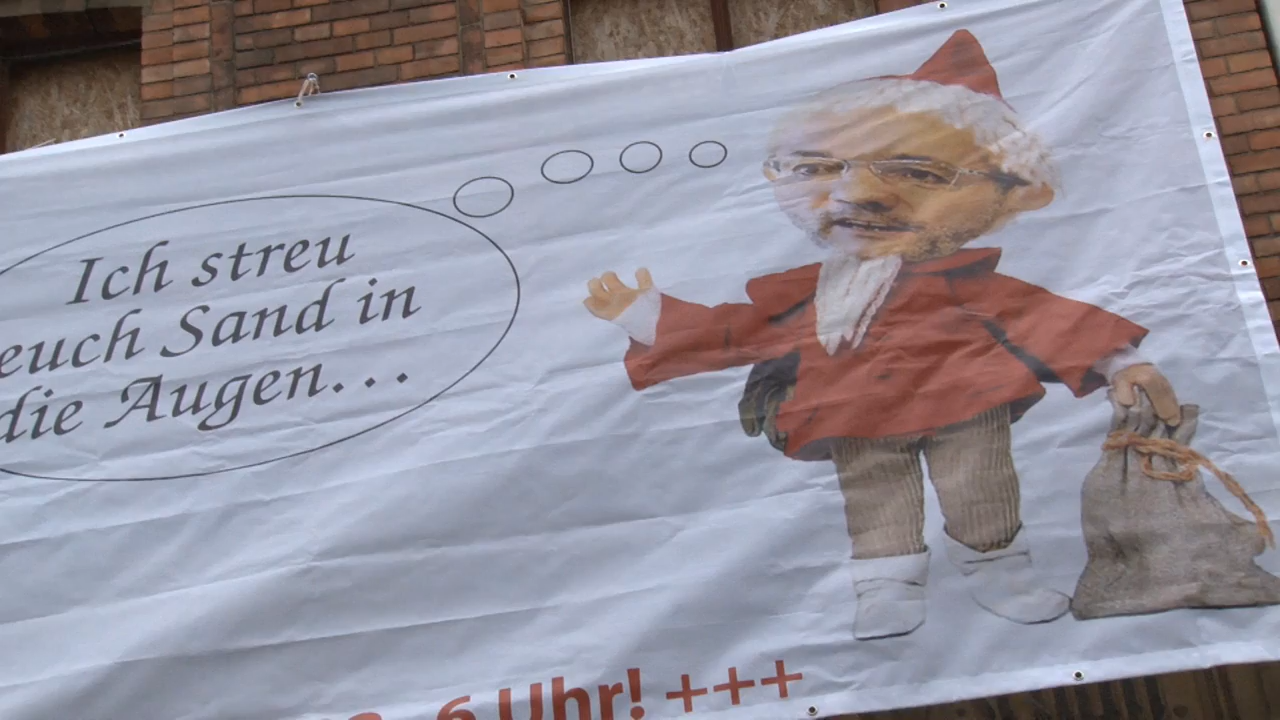 Ich streu
euch Sand in
die Augen...
6 Uhr! +++